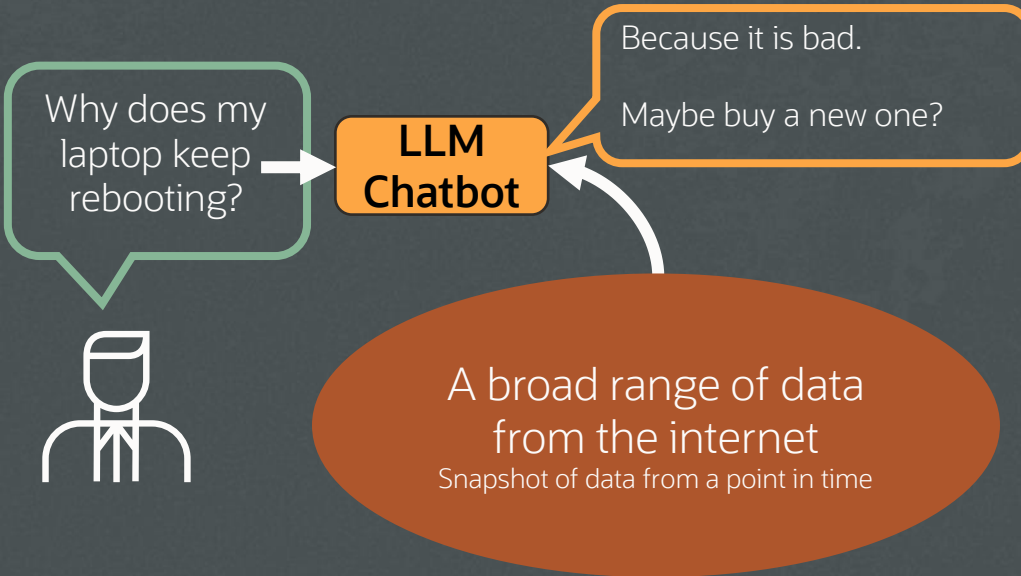 Why does my
laptop keep
rebooting?
LLM
Chatbot
Because it is bad.
Maybe buy a new one?
A broad range of data
from the internet
Snapshot of data from a point in time